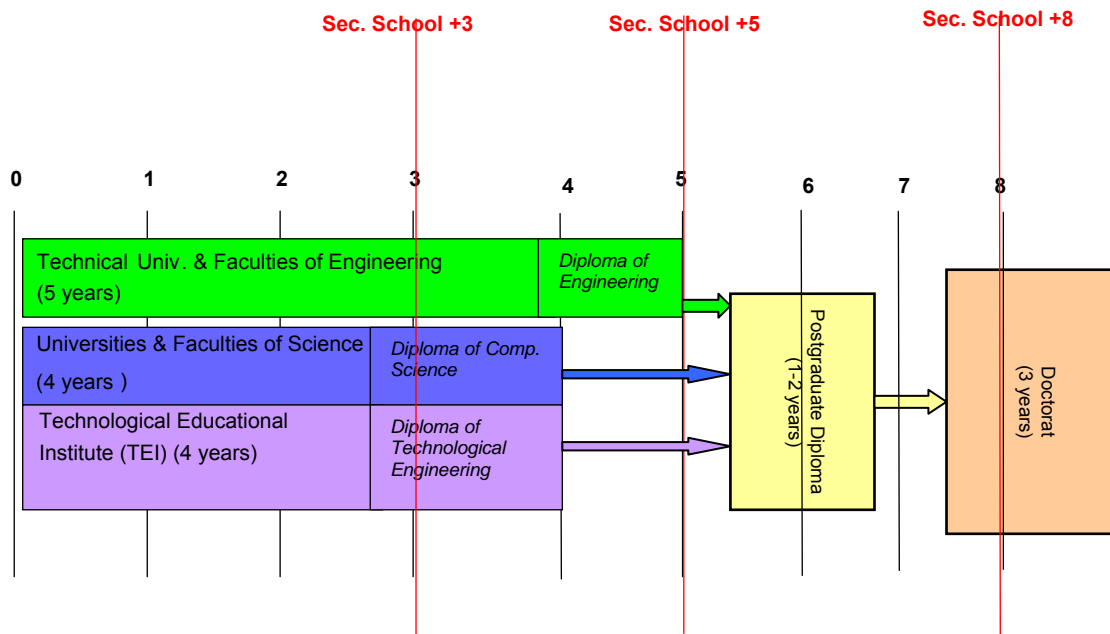 Sec. School +3
Sec. School +5
Sec. School +8
0
1
2
3
4
5
6
7
8
Technical Univ. & Faculties of Engineering
(5 years)
Diploma of
Engineering
Universities & Faculties of Science
(4 years )
Diploma of Comp.
Science
Technological Educational
Institute (TEI) (4 years)
Diploma of
Technological
Engineering
Postgraduate Diploma
(1-2 years)
Doctorat
(3 years)